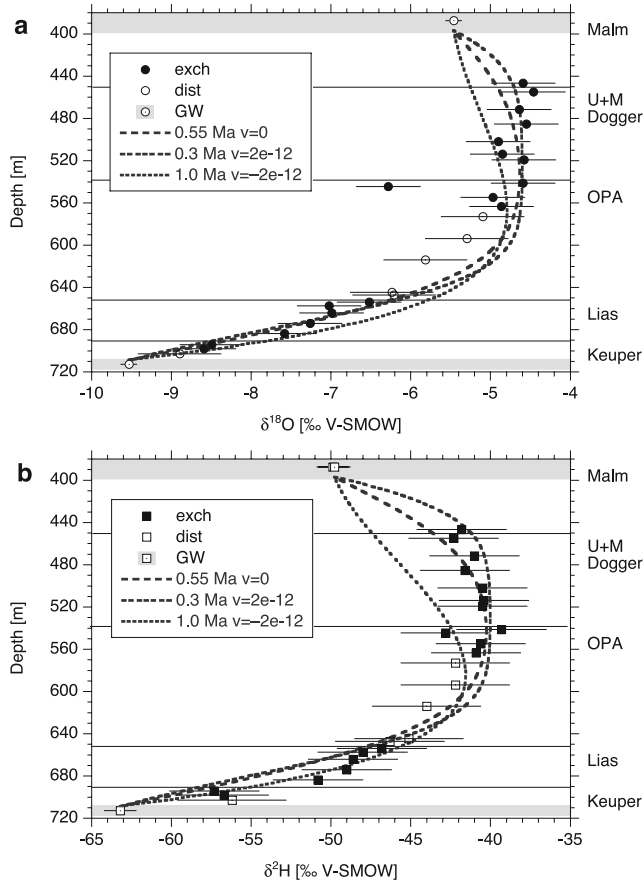 a
400
440
480
520
560
600
640
680
720
Depth [m]
exch
dist
GW
0.55 Ma v=0
0.3 Ma v=2e-12
1.0 Ma v=−2e-12
Malm
U+M
Dogger
OPA
Lias
Keuper
-10 -9 -8 -7 -6 -5 -4
δ¹⁸O [‰ V-SMOW]
b
400
440
480
520
560
600
640
680
720
Depth [m]
exch
dist
GW
0.55 Ma v=0
0.3 Ma v=2e-12
1.0 Ma v=−2e-12
Malm
U+M
Dogger
OPA
Lias
Keuper
-65 -60 -55 -50 -45 -40 -35
δ²H [‰ V-SMOW]